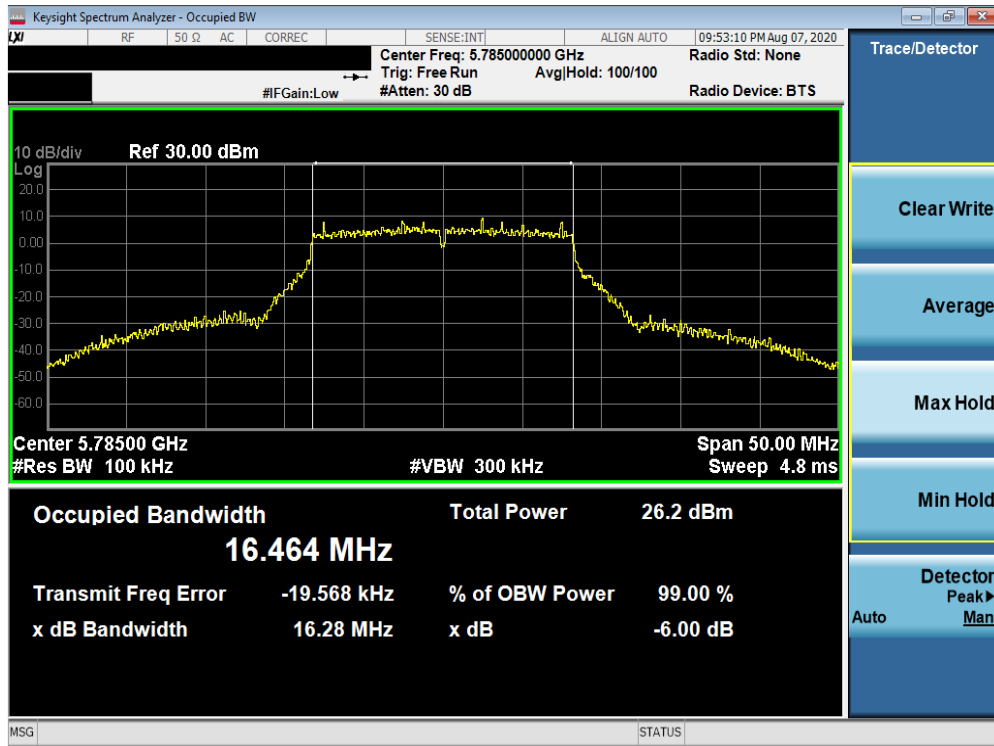 Keysight Spectrum Analyzer - Occupied BW
LXI RF 50 Ω AC CORREC SENSE:INT ALIGN AUTO 09:53:10 PM Aug 07, 2020
Center Freq: 5.785000000 GHz Radio Std: None
Trig: Free Run Avg|Hold: 100/100
#IFGain:Low #Atten: 30 dB Radio Device: BTS
10 dB/div Ref 30.00 dBm
Log
20.0
10.0
0.00
-10.0
-20.0
-30.0
-40.0
-50.0
-60.0
Center 5.78500 GHz Span 50.00 MHz
#Res BW 100 kHz #VBW 300 kHz Sweep 4.8 ms
Occupied Bandwidth Total Power 26.2 dBm
16.464 MHz
Transmit Freq Error -19.568 kHz % of OBW Power 99.00 %
x dB Bandwidth 16.28 MHz x dB -6.00 dB
MSG STATUS
Trace/Detector
Clear Write
Average
Max Hold
Min Hold
Detector
Peak▶
Auto Man